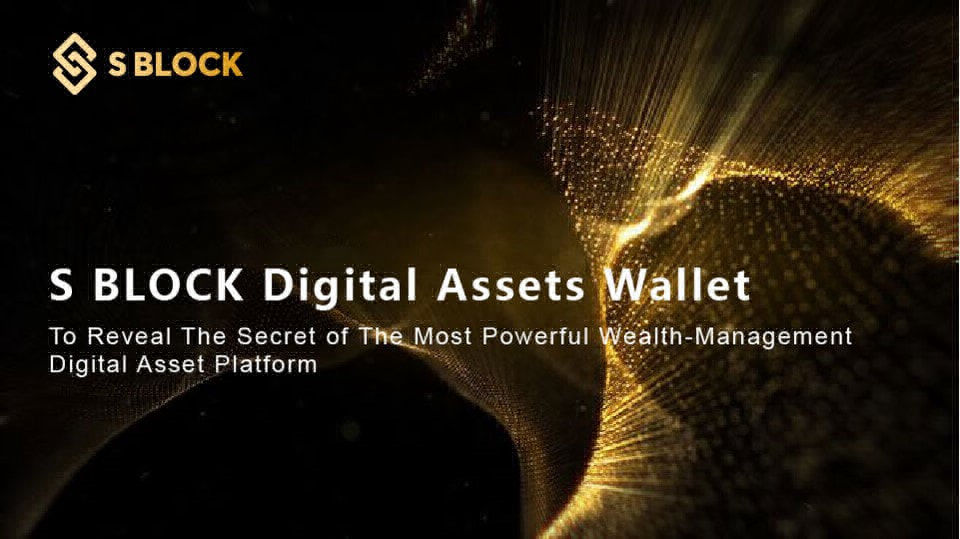 S BLOCK
S BLOCK Digital Assets Wallet
To Reveal The Secret of The Most Powerful Wealth-Management
Digital Asset Platform